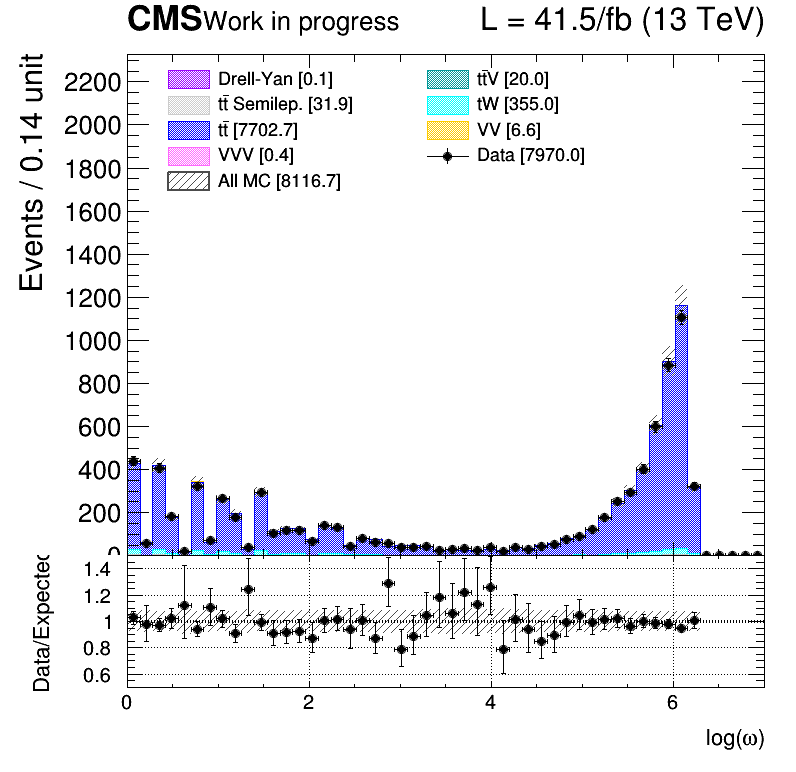 CMS Work in progress L = 41.5/fb (13 TeV)
Events / 0.14 unit
2200
2000
1800
1600
1400
1200
1000
800
600
400
200
0
Drell-Yan [0.1]
tt̄ Semilep. [31.9]
tt̄ [7702.7]
VVV [0.4]
All MC [8116.7]
tt̄V [20.0]
tW [355.0]
VV [6.6]
Data [7970.0]
Data/Expected
1.4
1.2
1
0.8
0.6
0 2 4 6
log(ω)